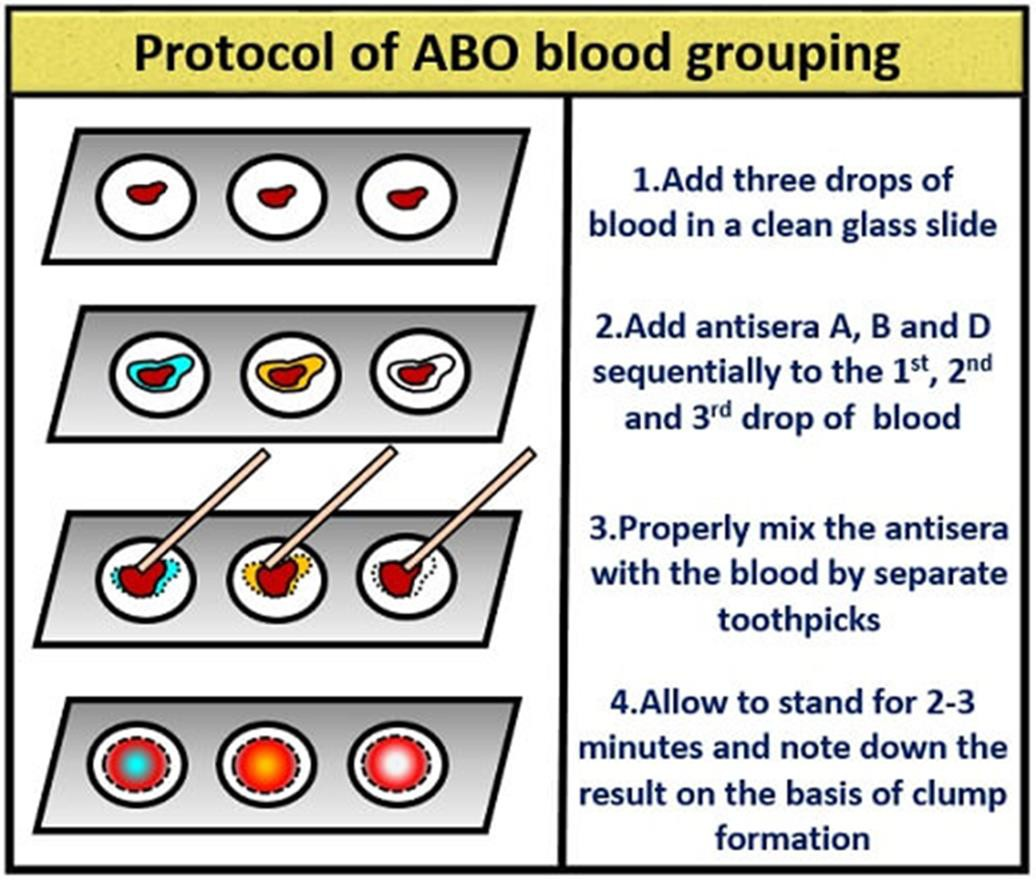 Protocol of ABO blood grouping
1.Add three drops of
blood in a clean glass slide
2.Add antisera A, B and D
sequentially to the 1st, 2nd
and 3rd drop of blood
3.Properly mix the antisera
with the blood by separate
toothpicks
4.Allow to stand for 2-3
minutes and note down the
result on the basis of clump
formation